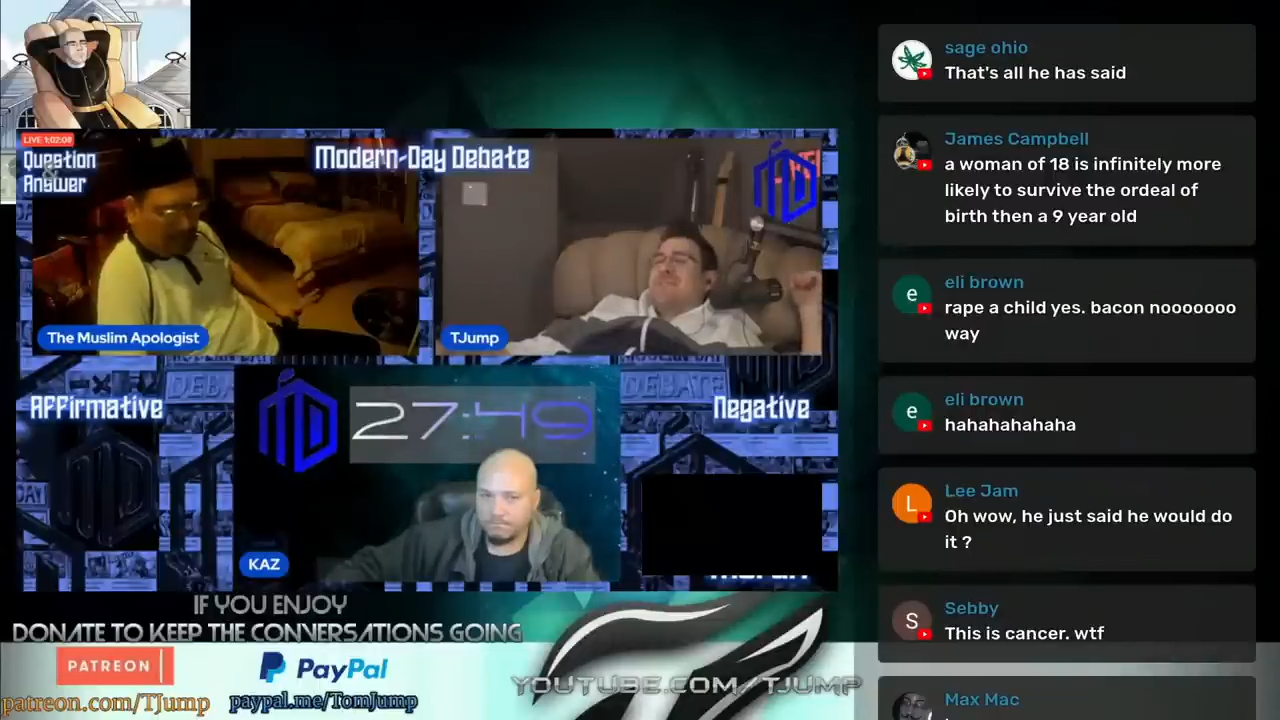 LIVE 1:02:08
Question
&
Answer
Modern-Day Debate
The Muslim Apologist
TJump
Affirmative
27:49
Negative
KAZ
IF YOU ENJOY
DONATE TO KEEP THE CONVERSATIONS GOING
PATREON
PayPal
patreon.com/TJump
paypal.me/TomJump
YOUTUBE.COM/TJUMP
sage ohio
That's all he has said
James Campbell
a woman of 18 is infinitely more
likely to survive the ordeal of
birth then a 9 year old
eli brown
rape a child yes. bacon nooooooo
way
eli brown
hahahahahaha
Lee Jam
Oh wow, he just said he would do
it ?
Sebby
This is cancer. wtf
Max Mac